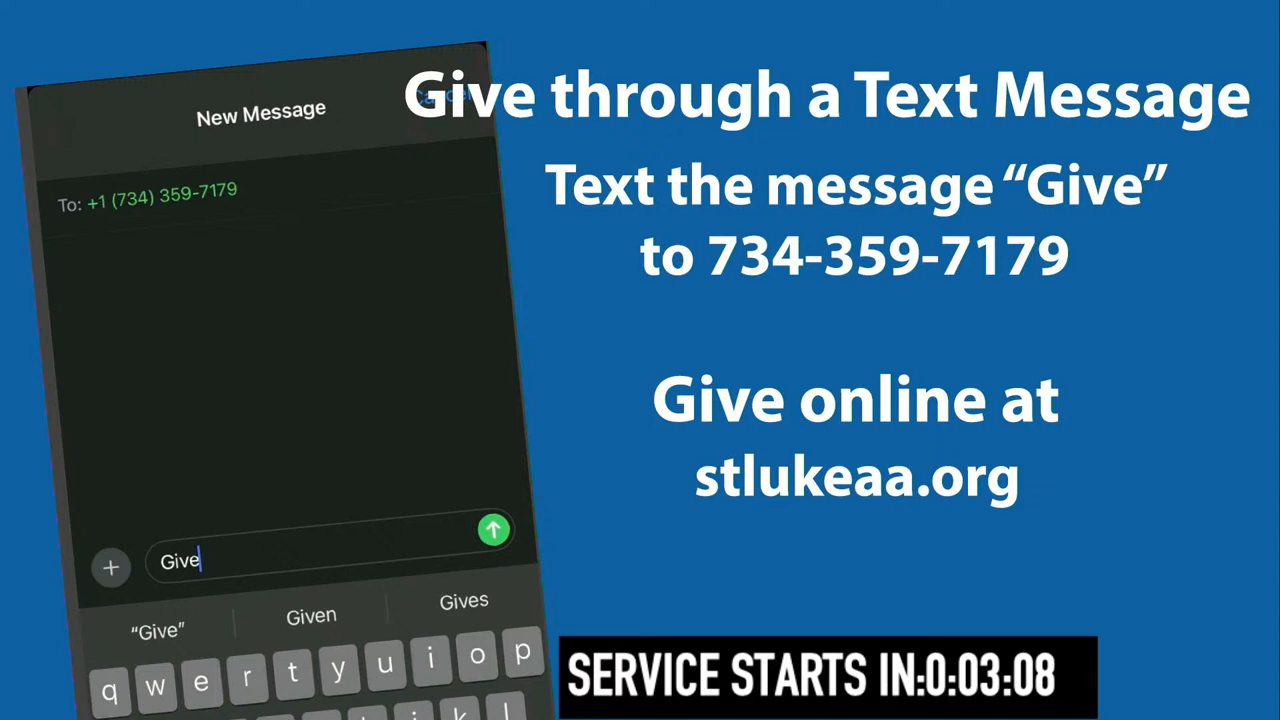 New Message
Cancel
To: +1 (734) 359-7179
Give
“Give” Given Gives
q w e r t y u i o p
Give through a Text Message
Text the message “Give”
to 734-359-7179
Give online at
stlukeaa.org
SERVICE STARTS IN:0:03:08